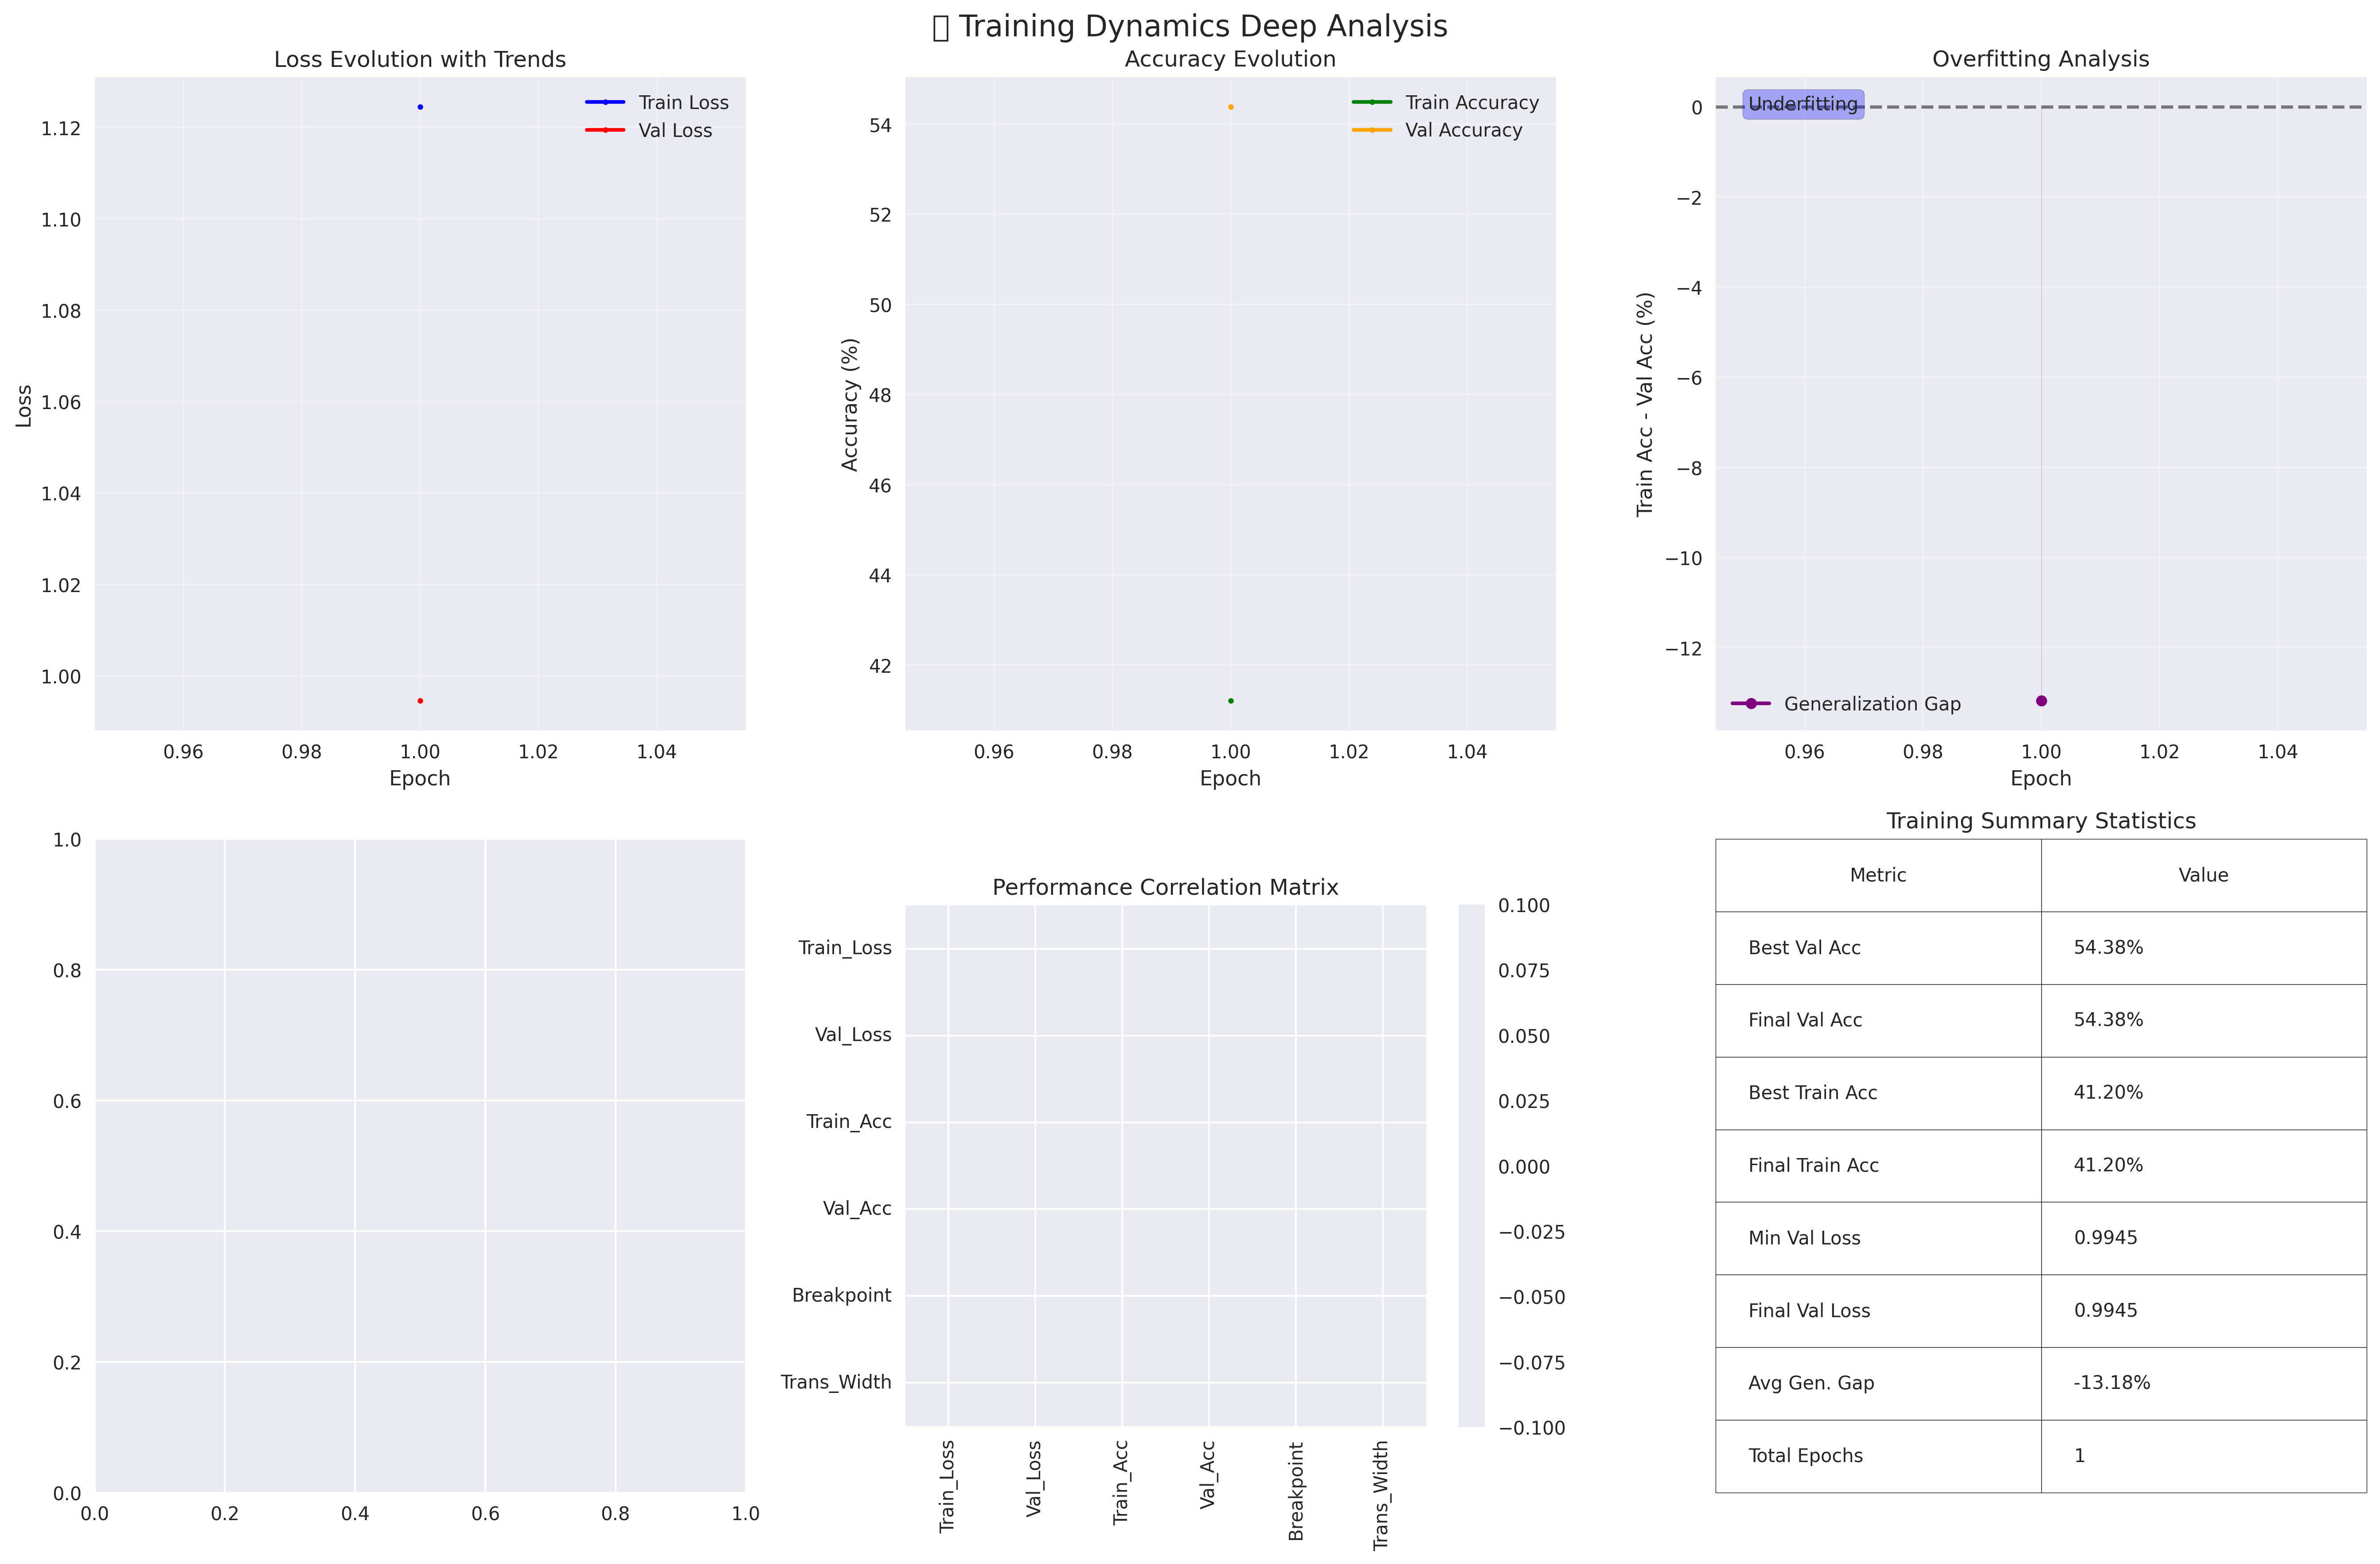 ▯ Training Dynamics Deep Analysis
Loss Evolution with Trends
Train Loss
Val Loss
1.12
1.10
1.08
1.06
1.04
1.02
1.00
Loss
0.96 0.98 1.00 1.02 1.04
Epoch
Accuracy Evolution
Train Accuracy
Val Accuracy
54
52
50
48
46
44
42
Accuracy (%)
0.96 0.98 1.00 1.02 1.04
Epoch
Overfitting Analysis
Underfitting
0
−2
−4
−6
−8
−10
−12
Train Acc - Val Acc (%)
Generalization Gap
0.96 0.98 1.00 1.02 1.04
Epoch
1.0
0.8
0.6
0.4
0.2
0.0
0.0 0.2 0.4 0.6 0.8 1.0
Performance Correlation Matrix
Train_Loss
Val_Loss
Train_Acc
Val_Acc
Breakpoint
Trans_Width
Train_Loss
Val_Loss
Train_Acc
Val_Acc
Breakpoint
Trans_Width
0.100
0.075
0.050
0.025
0.000
−0.025
−0.050
−0.075
−0.100
Training Summary Statistics
Metric Value
Best Val Acc 54.38%
Final Val Acc 54.38%
Best Train Acc 41.20%
Final Train Acc 41.20%
Min Val Loss 0.9945
Final Val Loss 0.9945
Avg Gen. Gap -13.18%
Total Epochs 1